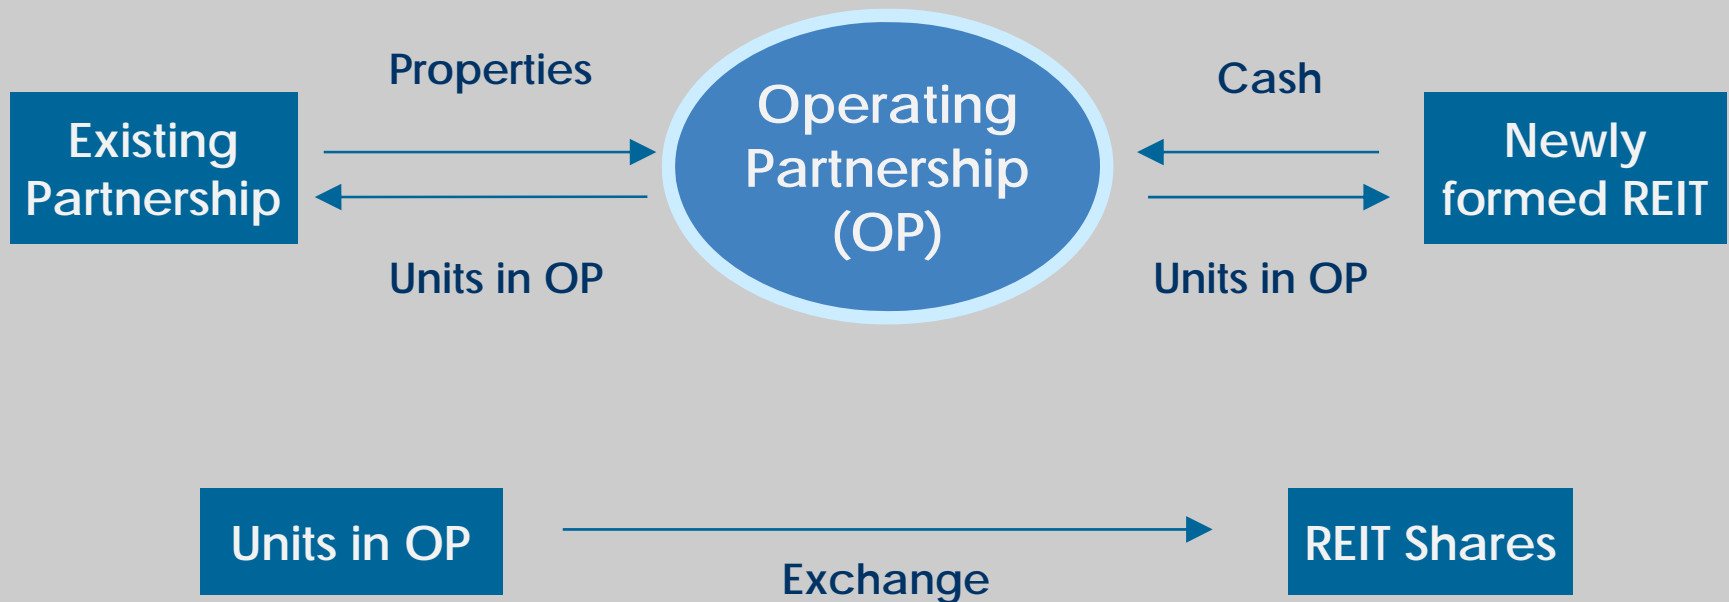 Properties
Cash
Existing
Partnership
Operating
Partnership
(OP)
Newly
formed REIT
Units in OP
Units in OP
Units in OP
Exchange
REIT Shares